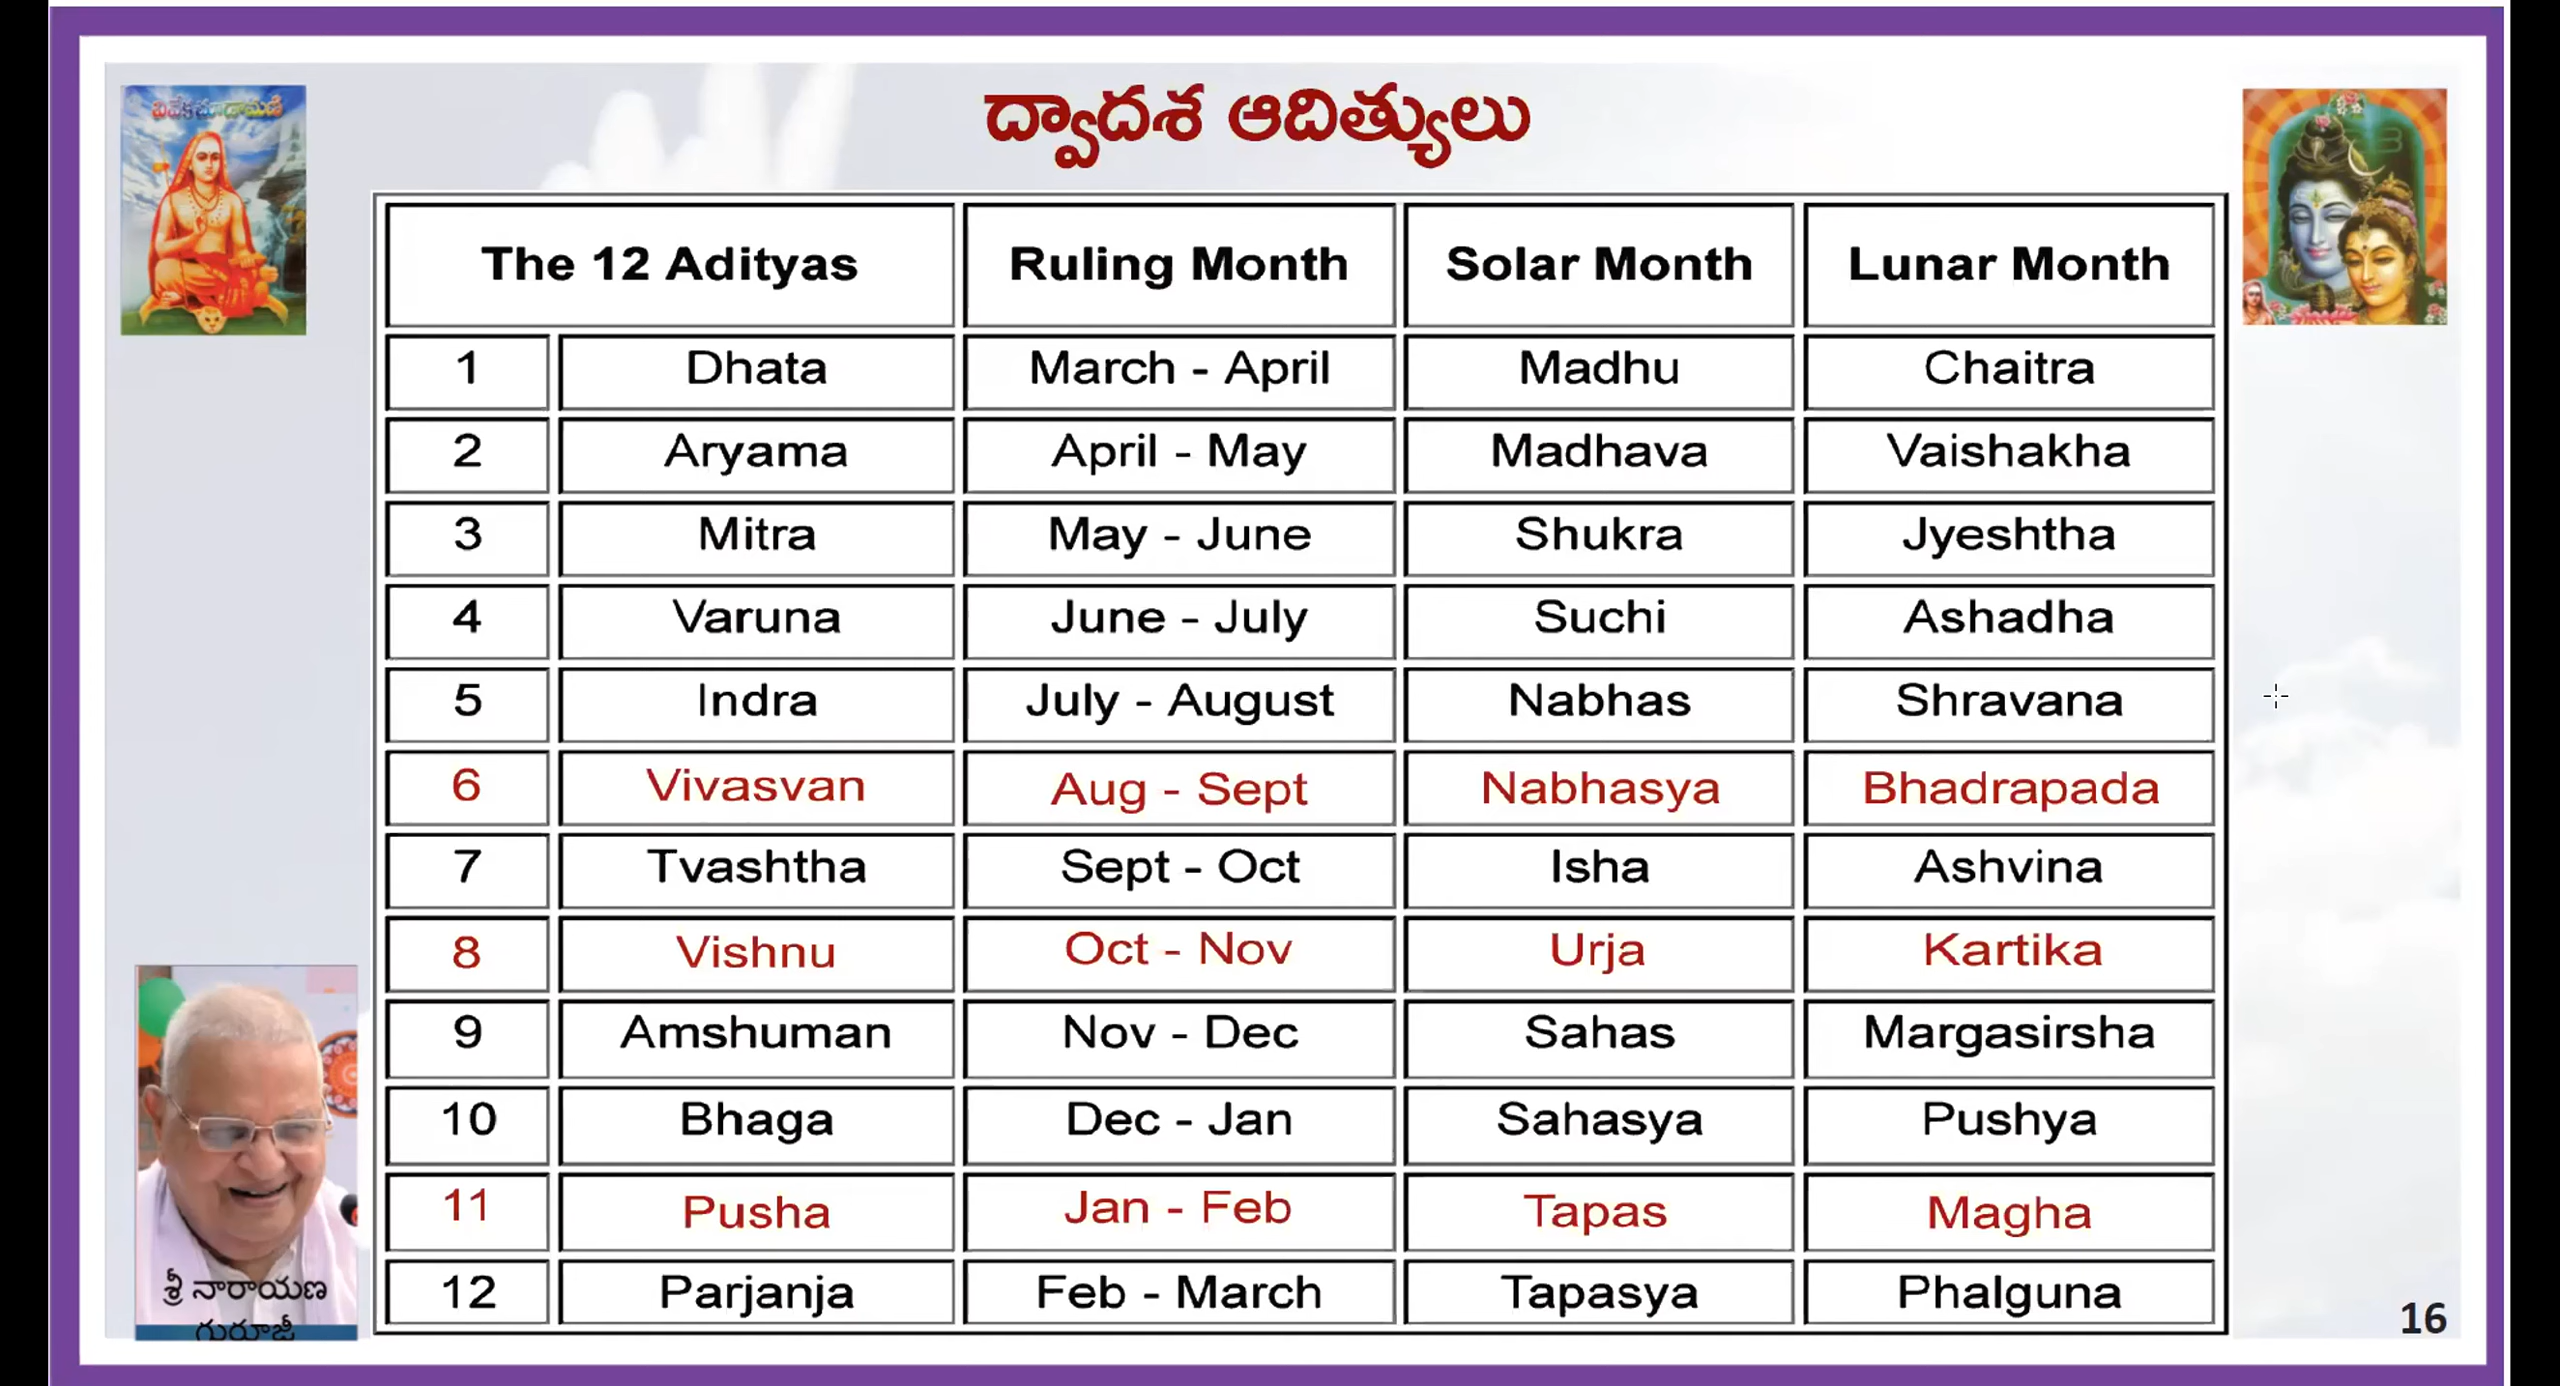 ద్వాదశ ఆదిత్యులు
వివేకచూడామణి
The 12 Adityas Ruling Month Solar Month Lunar Month
1 Dhata March - April Madhu Chaitra
2 Aryama April - May Madhava Vaishakha
3 Mitra May - June Shukra Jyeshtha
4 Varuna June - July Suchi Ashadha
5 Indra July - August Nabhas Shravana
6 Vivasvan Aug - Sept Nabhasya Bhadrapada
7 Tvashtha Sept - Oct Isha Ashvina
8 Vishnu Oct - Nov Urja Kartika
9 Amshuman Nov - Dec Sahas Margasirsha
10 Bhaga Dec - Jan Sahasya Pushya
11 Pusha Jan - Feb Tapas Magha
12 Parjanja Feb - March Tapasya Phalguna
శ్రీ నారాయణ
గురూజీ
16